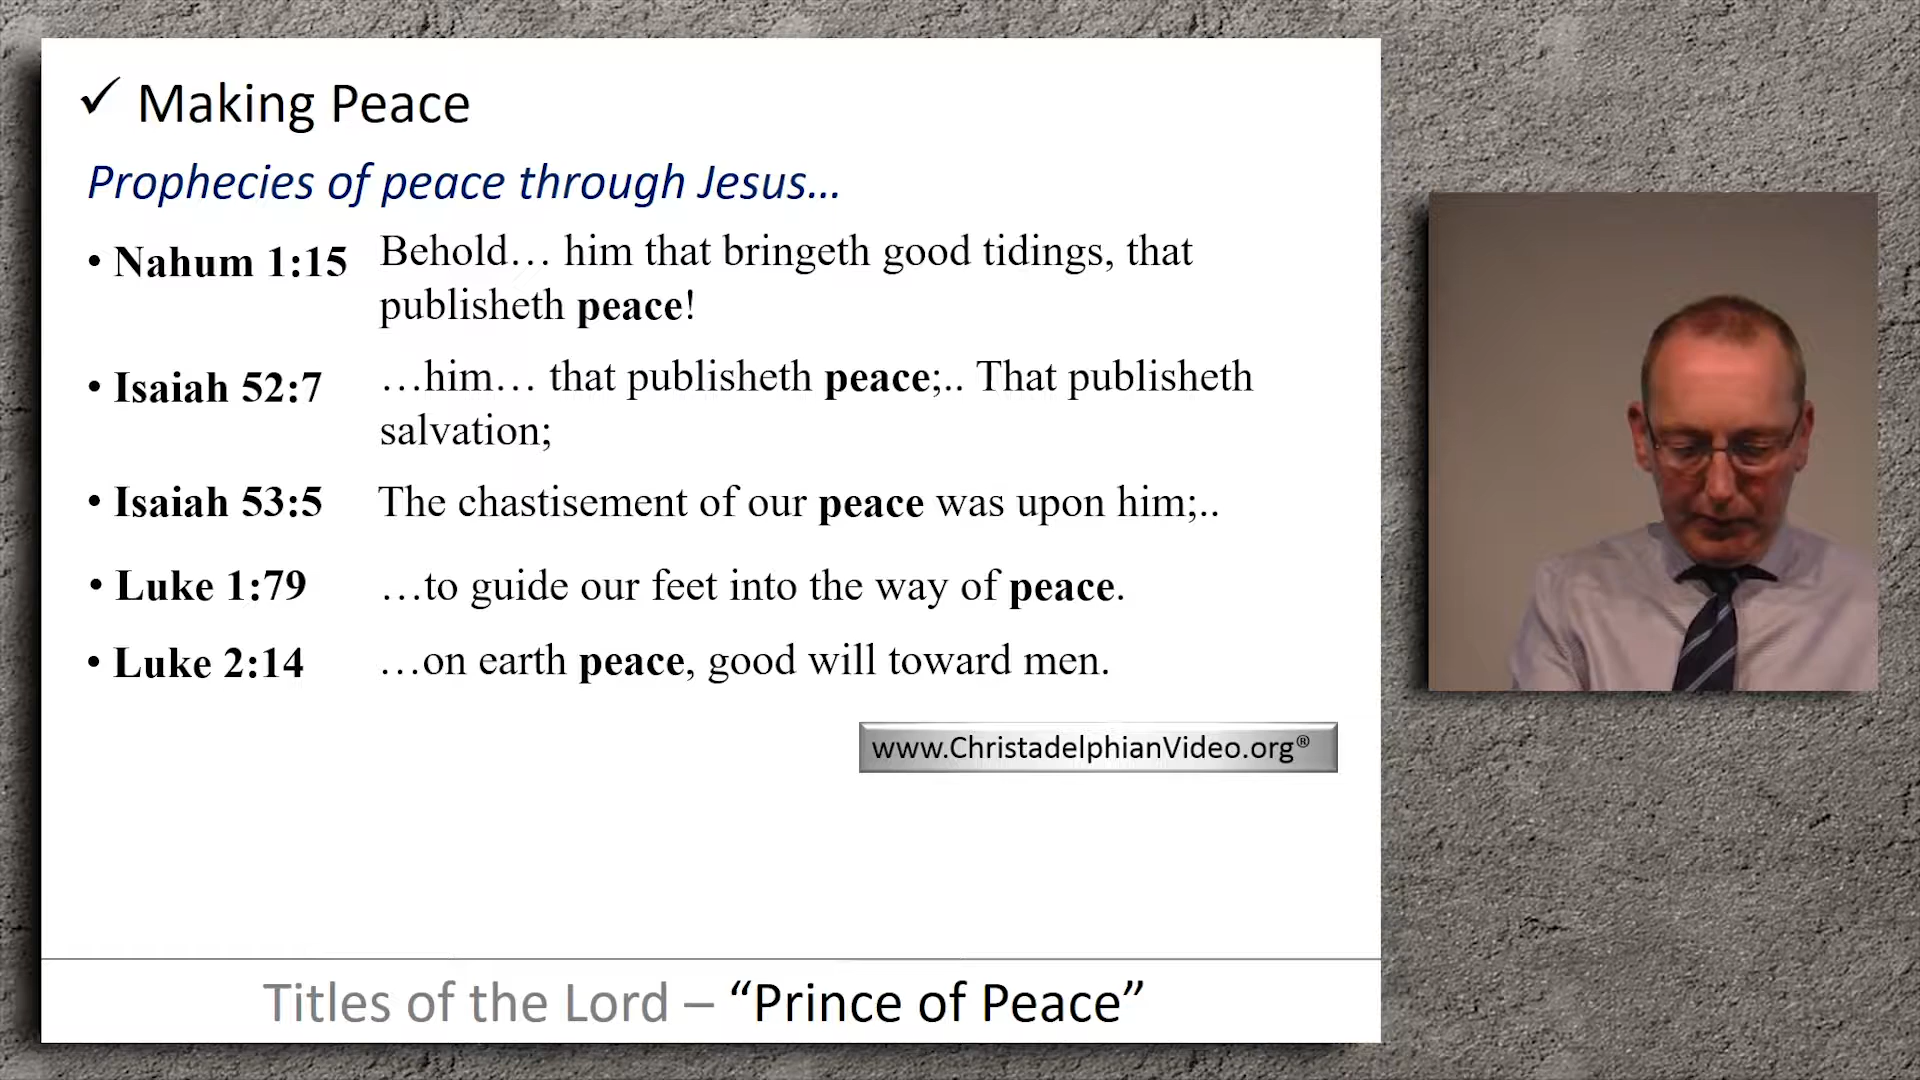 ✓ Making Peace
Prophecies of peace through Jesus...
• Nahum 1:15 Behold… him that bringeth good tidings, that
publisheth peace!
• Isaiah 52:7 …him… that publisheth peace;.. That publisheth
salvation;
• Isaiah 53:5 The chastisement of our peace was upon him;..
• Luke 1:79 …to guide our feet into the way of peace.
• Luke 2:14 …on earth peace, good will toward men.
www.ChristadelphianVideo.org®
Titles of the Lord – “Prince of Peace”